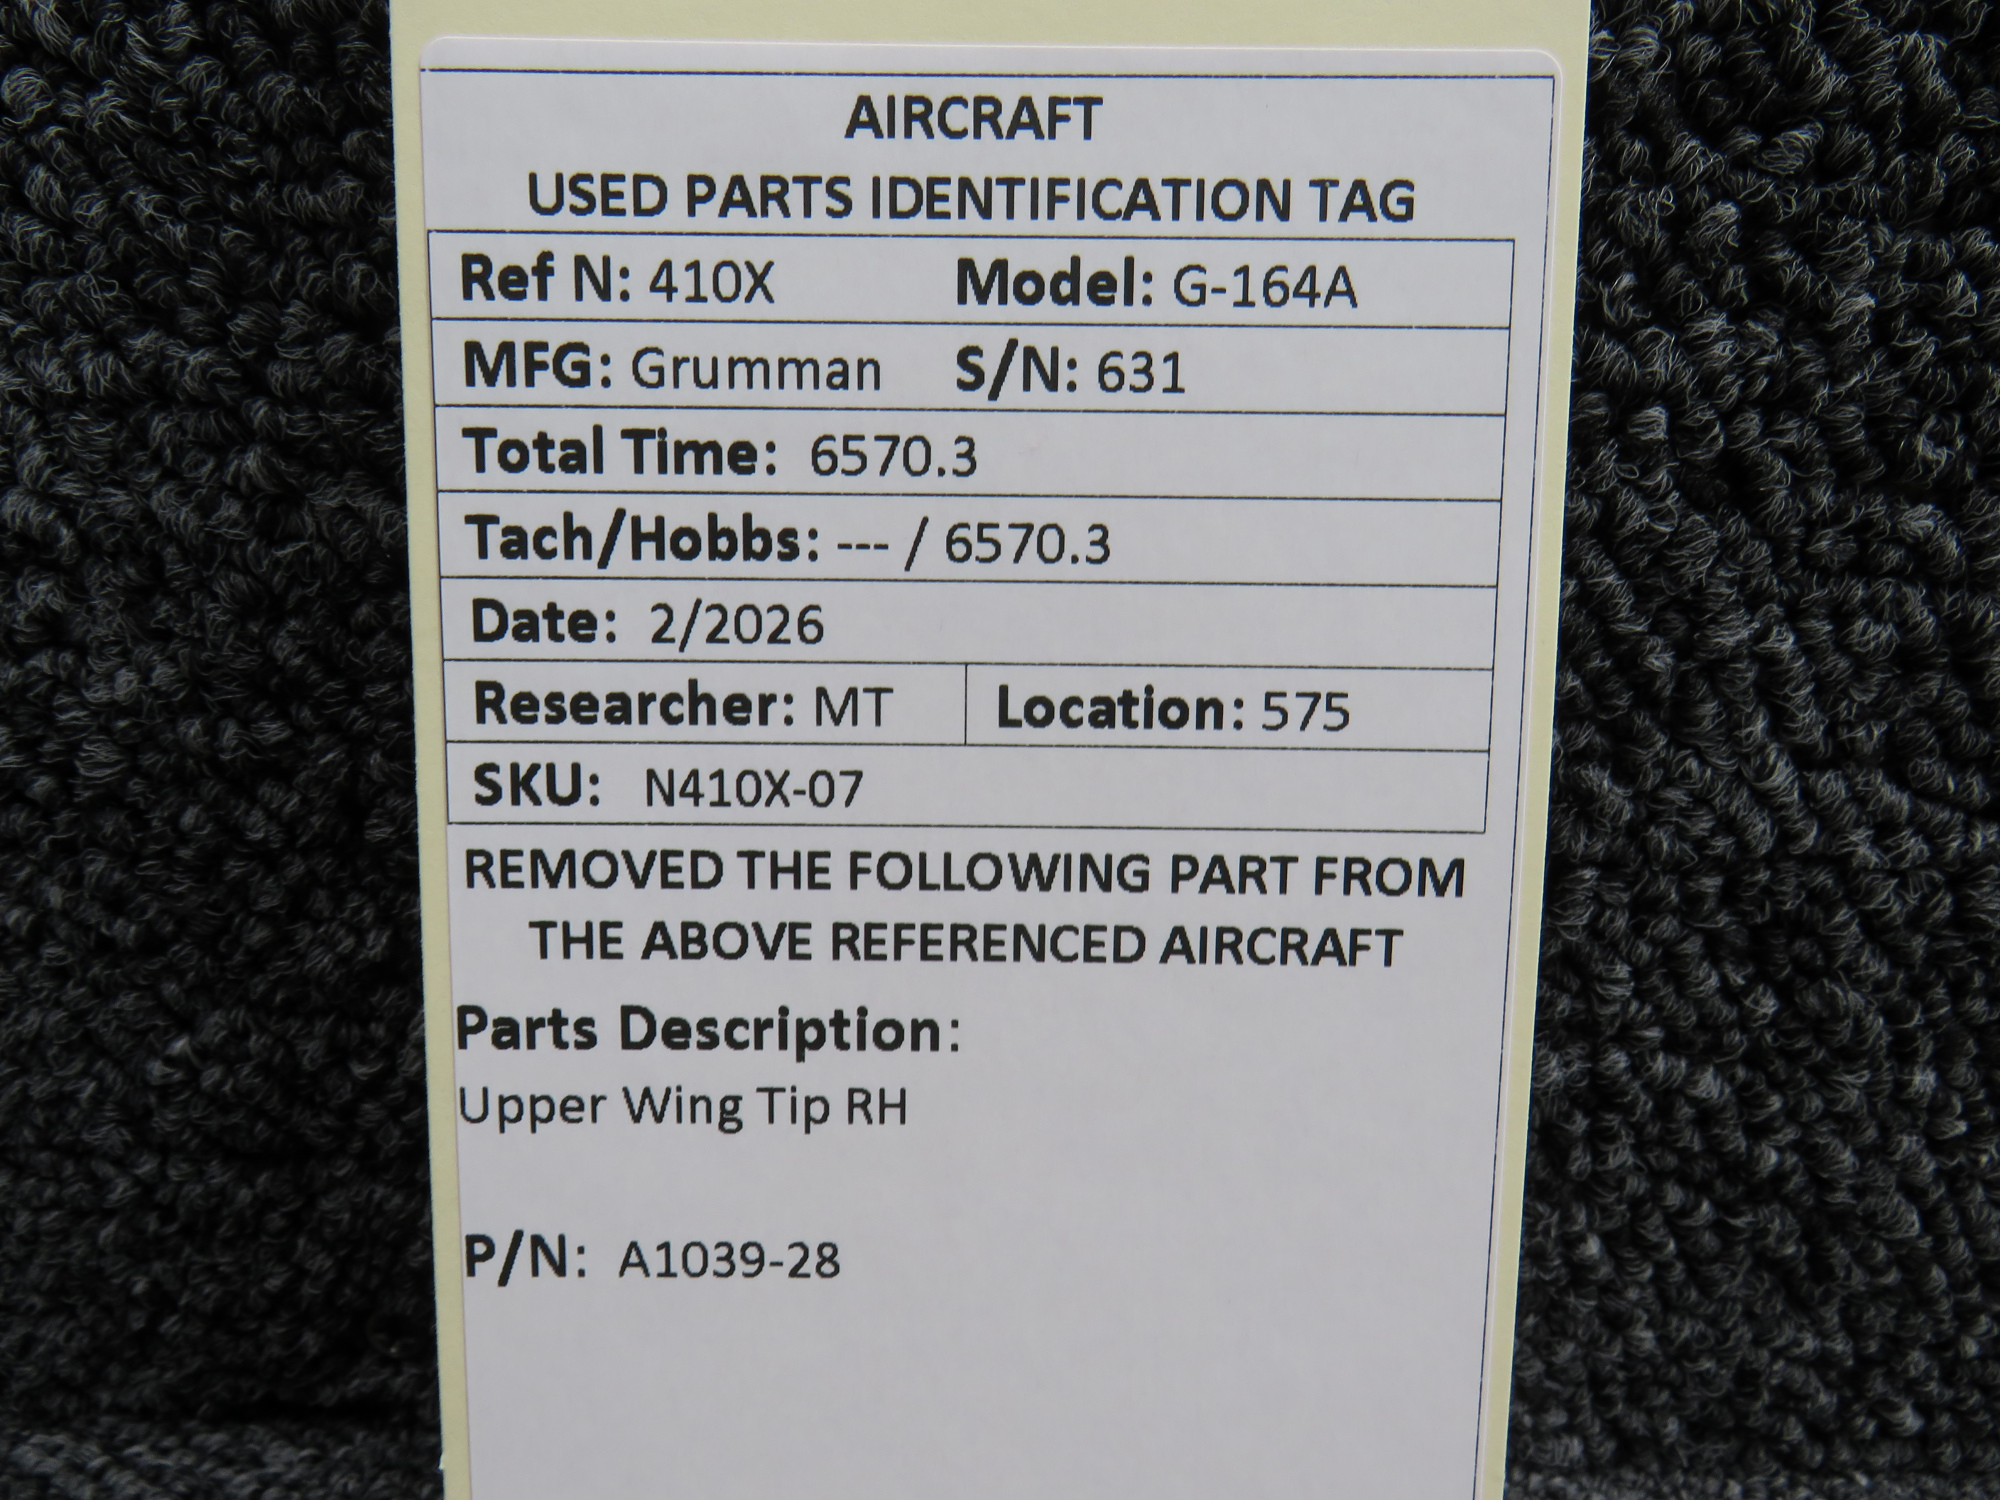 AIRCRAFT
USED PARTS IDENTIFICATION TAG
Ref N: 410X Model: G-164A
MFG: Grumman S/N: 631
Total Time: 6570.3
Tach/Hobbs: --- / 6570.3
Date: 2/2026
Researcher: MT Location: 575
SKU: N410X-07
REMOVED THE FOLLOWING PART FROM
THE ABOVE REFERENCED AIRCRAFT
Parts Description:
Upper Wing Tip RH
P/N: A1039-28